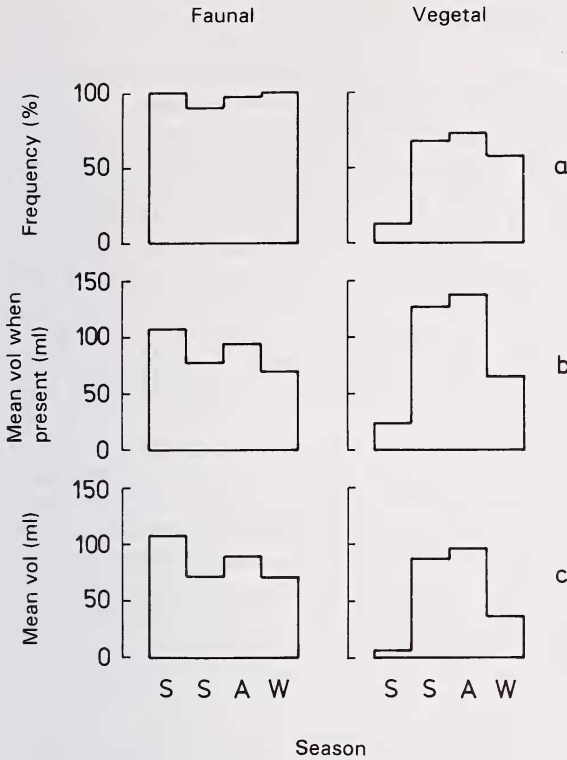 Faunal Vegetal
Frequency (%)
100
50
0
a
Mean vol when
present (ml)
150
100
50
0
b
Mean vol (ml)
150
100
50
0
c
S S A W S S A W
Season